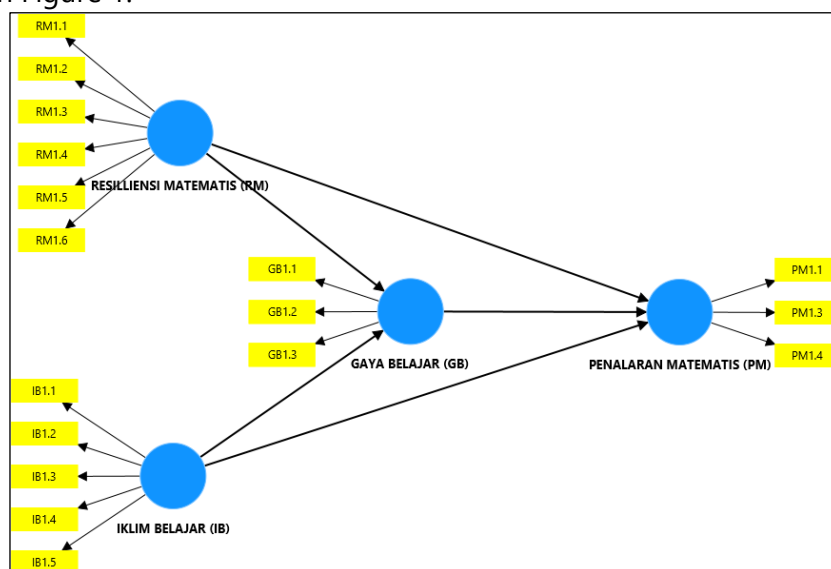 RM1.1
RM1.2
RM1.3
RM1.4
RM1.5
RM1.6
RESILLIENSI MATEMATIS (RM)
GB1.1
GB1.2
GB1.3
GAYA BELAJAR (GB)
PM1.1
PM1.3
PM1.4
PENALARAN MATEMATIS (PM)
IB1.1
IB1.2
IB1.3
IB1.4
IB1.5
IKLIM BELAJAR (IB)